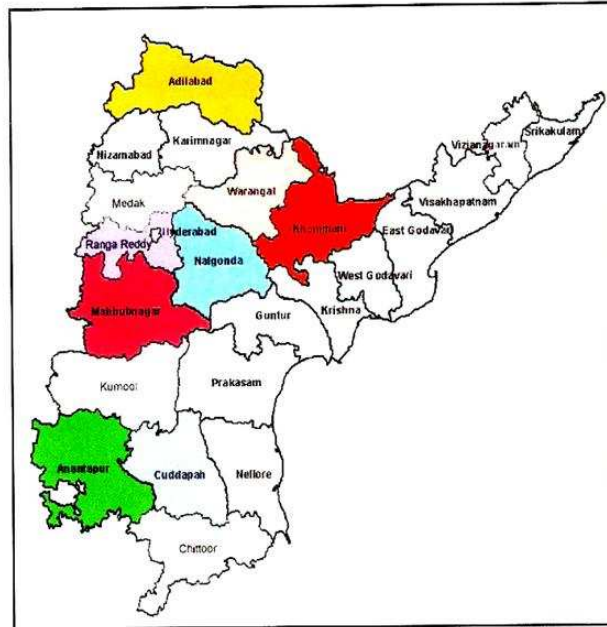 Adilabad
Srikakulam
Vizianagaram
Karimnagar
Nizamabad
Warangal
Visakhapatnam
Medak
Khammam
Hyderabad
East Godavari
Ranga Reddy
Nalgonda
West Godavari
Mahbubnagar
Krishna
Guntur
Kurnool
Prakasam
Anantapur
Cuddapah
Nellore
Chittoor